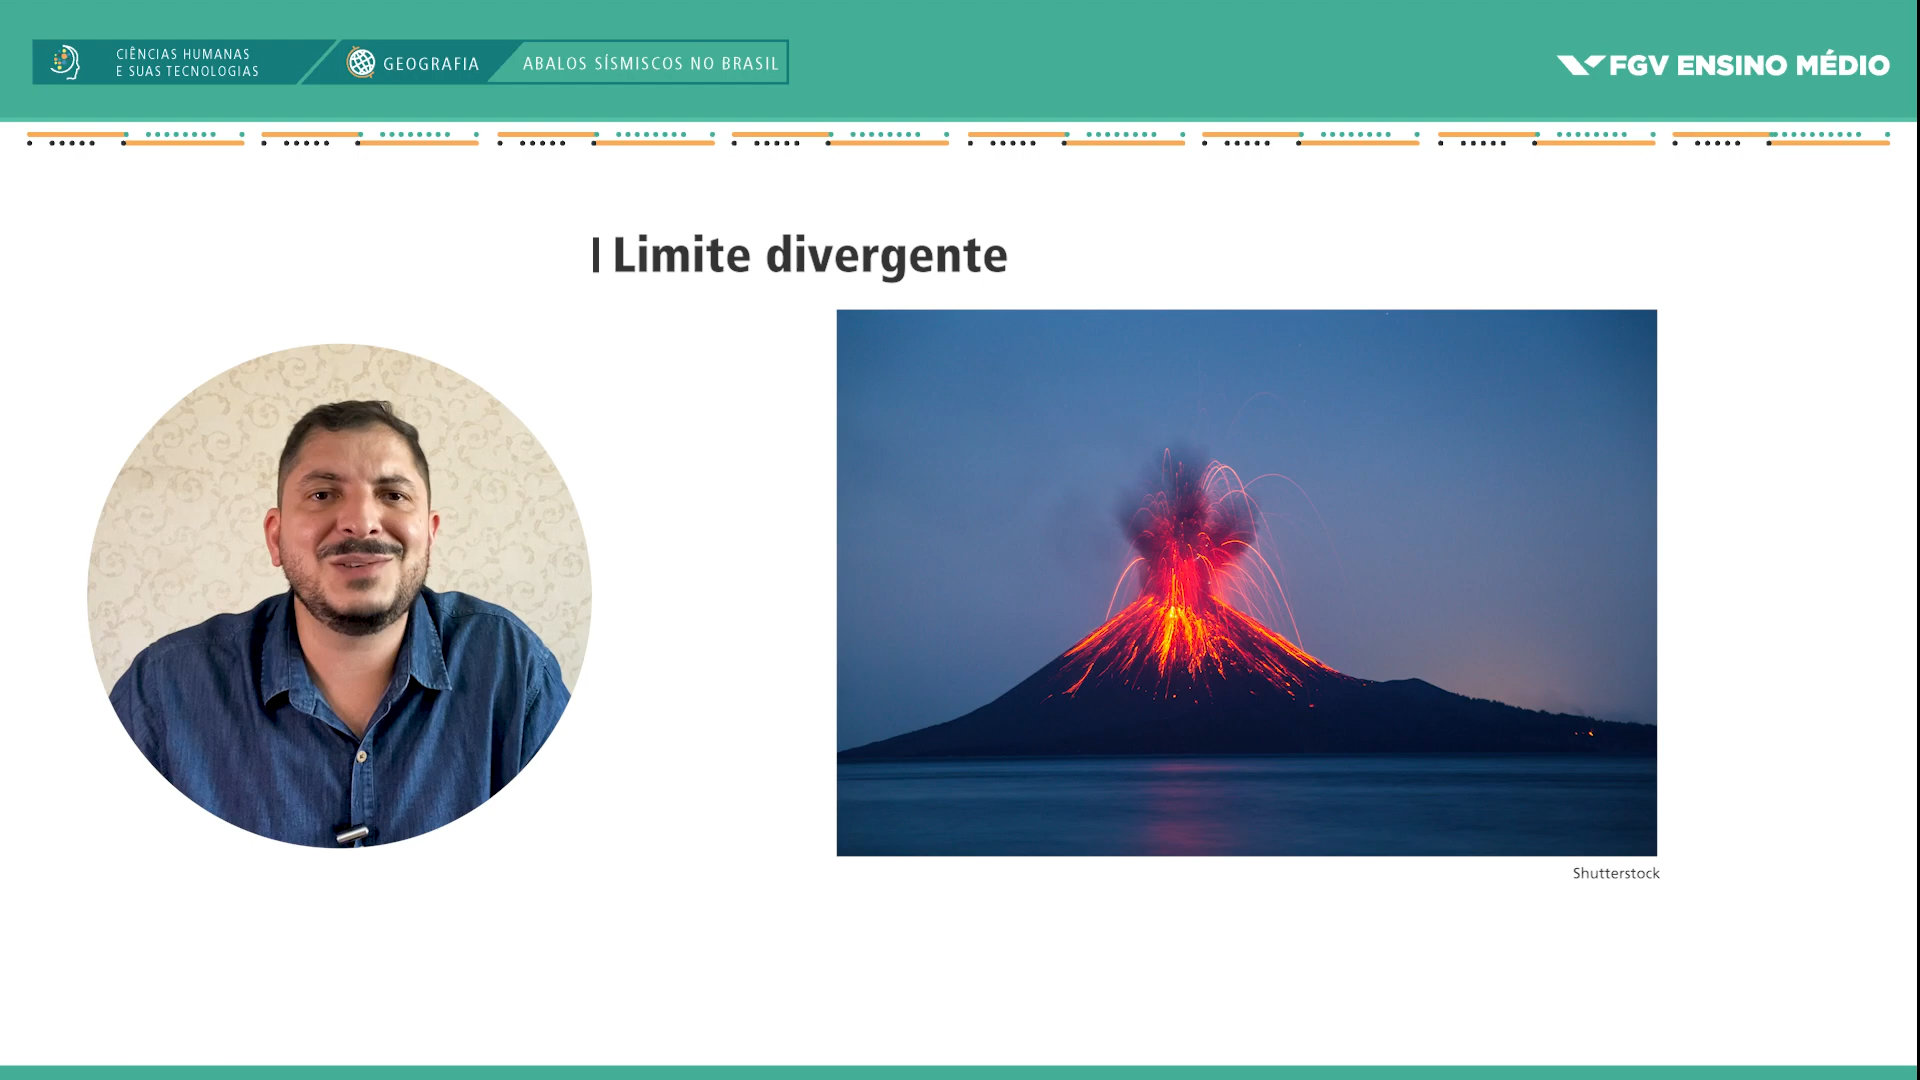 CIÊNCIAS HUMANAS
E SUAS TECNOLOGIAS
GEOGRAFIA
ABALOS SÍSMISCOS NO BRASIL
FGV ENSINO MÉDIO
Limite divergente
Shutterstock